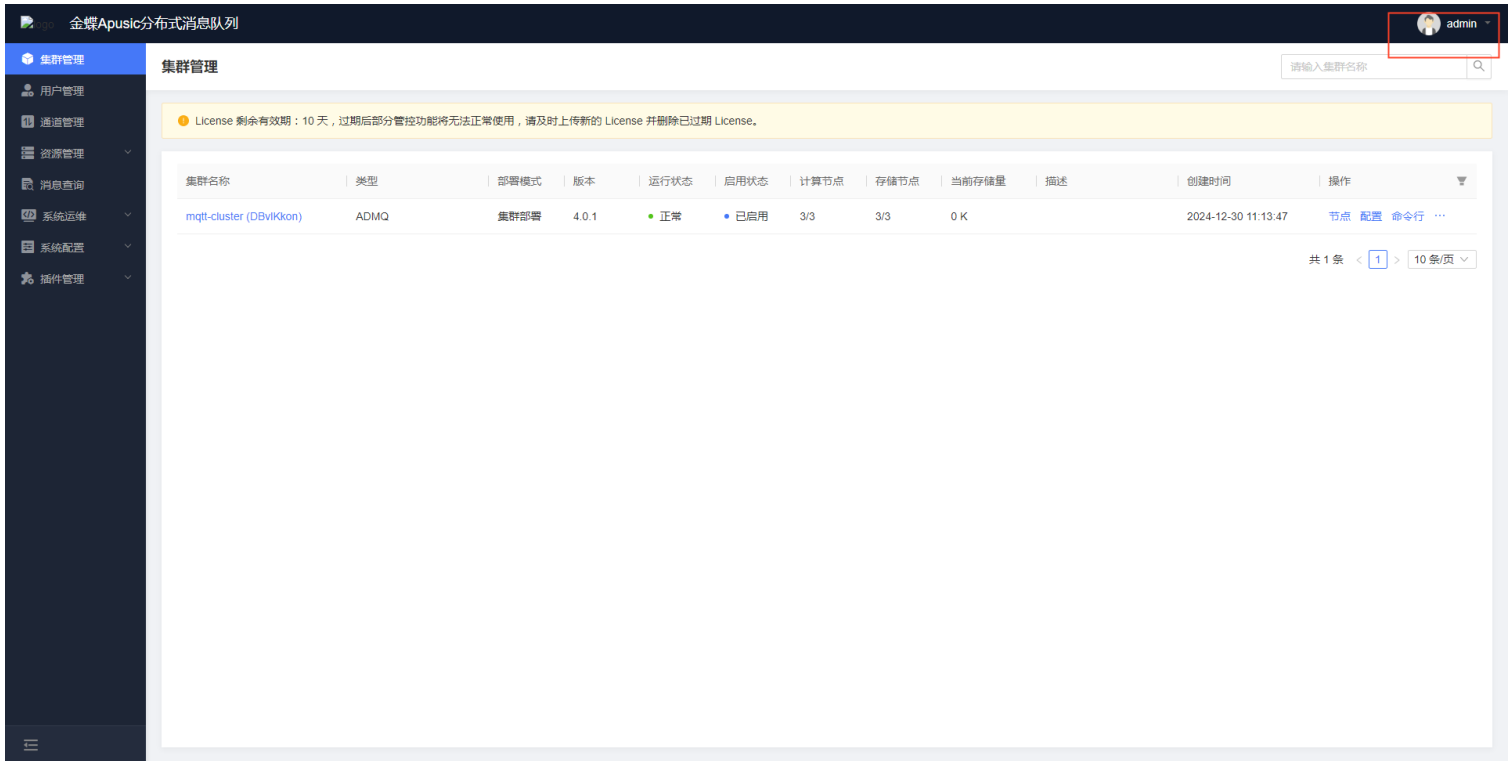 logo 金蝶Apusic分布式消息队列 admin
集群管理
用户管理
通道管理
资源管理
消息查询
系统运维
系统配置
插件管理
集群管理 请输入集群名称
License 剩余有效期：10 天，过期后部分管控功能将无法正常使用，请及时上传新的 License 并删除已过期 License。
集群名称 类型 部署模式 版本 运行状态 启用状态 计算节点 存储节点 当前存储量 描述 创建时间 操作
mqtt-cluster (DBvlKkon) ADMQ 集群部署 4.0.1 正常 已启用 3/3 3/3 0 K 2024-12-30 11:13:47 节点 配置 命令行 ···
共 1 条 < 1 > 10 条/页